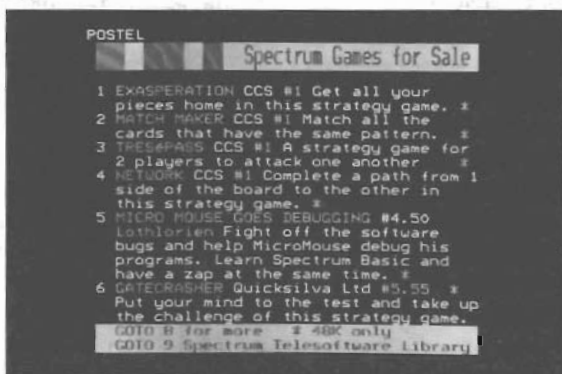 POSTEL
Spectrum Games for Sale
1 EXASPERATION CCS #1 Get all your
pieces home in this strategy game. *
2 MATCH MAKER CCS #1 Match all the
cards that have the same pattern. *
3 TRESéPASS CCS #1 A strategy game for
2 players to attack one another *
4 NETWORK CCS #1 Complete a path from 1
side of the board to the other in
this strategy game. *
5 MICRO MOUSE GOES DEBUGGING #4.50
Lothlorien Fight off the software
bugs and help MicroMouse debug his
programs. Learn Spectrum Basic and
have a zap at the same time. *
6 GATECRASHER Quicksilva Ltd #5.55 *
Put your mind to the test and take up
the challenge of this strategy game.
GOTO 8 for more * 48K only
GOTO 9 Spectrum Telesoftware Library